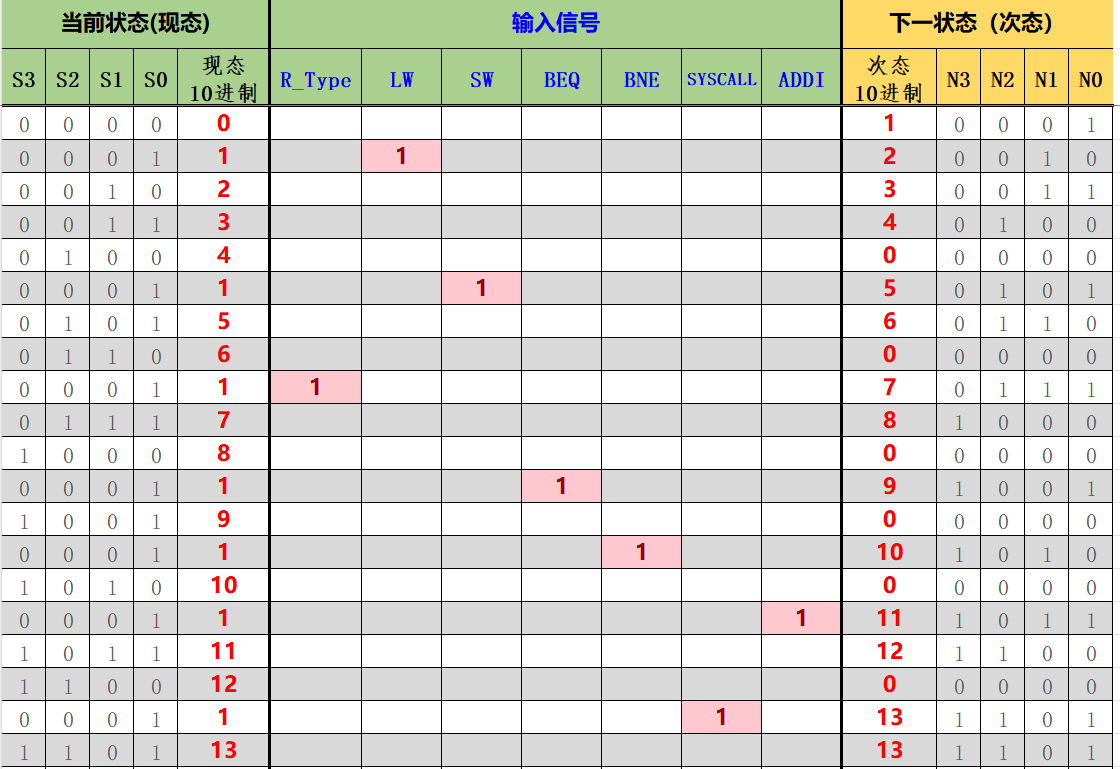 当前状态(现态) 输入信号 下一状态（次态）
S3 S2 S1 S0 现态 10进制 R_Type LW SW BEQ BNE SYSCALL ADDI 次态 10进制 N3 N2 N1 N0
0 0 0 0 0 1 0 0 0 1
0 0 0 1 1 1 2 0 0 1 0
0 0 1 0 2 3 0 0 1 1
0 0 1 1 3 4 0 1 0 0
0 1 0 0 4 0 0 0 0 0
0 0 0 1 1 1 5 0 1 0 1
0 1 0 1 5 6 0 1 1 0
0 1 1 0 6 0 0 0 0 0
0 0 0 1 1 1 7 0 1 1 1
0 1 1 1 7 8 1 0 0 0
1 0 0 0 8 0 0 0 0 0
0 0 0 1 1 1 9 1 0 0 1
1 0 0 1 9 0 0 0 0 0
0 0 0 1 1 1 10 1 0 1 0
1 0 1 0 10 0 0 0 0 0
0 0 0 1 1 1 11 1 0 1 1
1 0 1 1 11 12 1 1 0 0
1 1 0 0 12 0 0 0 0 0
0 0 0 1 1 1 13 1 1 0 1
1 1 0 1 13 13 1 1 0 1